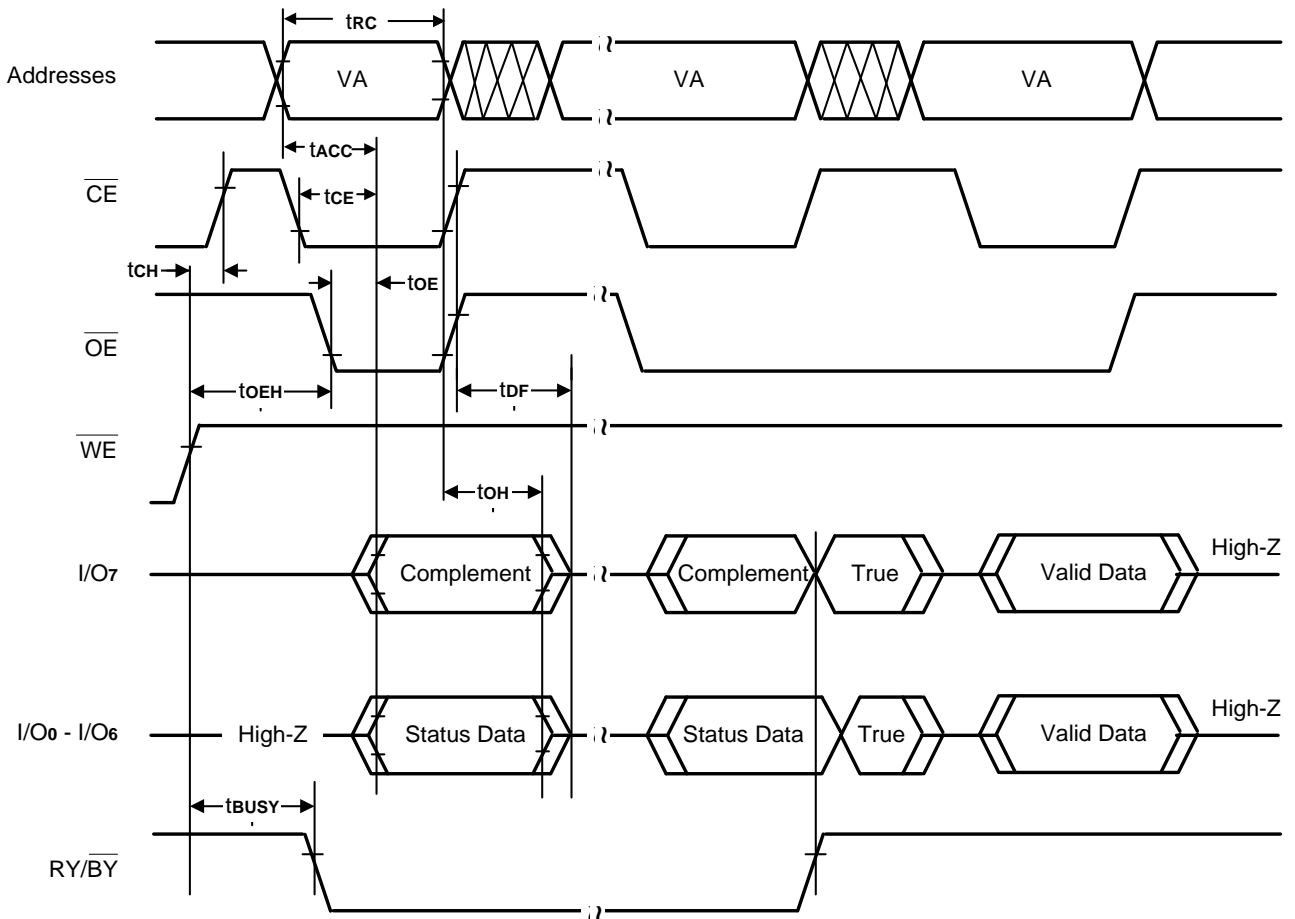 tRC
Addresses VA VA VA
tACC
CE tCE
tCH tOE
OE
tOEH tDF
WE
tOH
I/O7 Complement Complement True Valid Data High-Z
I/O0 - I/O6 High-Z Status Data Status Data True Valid Data High-Z
tBUSY
RY/BY